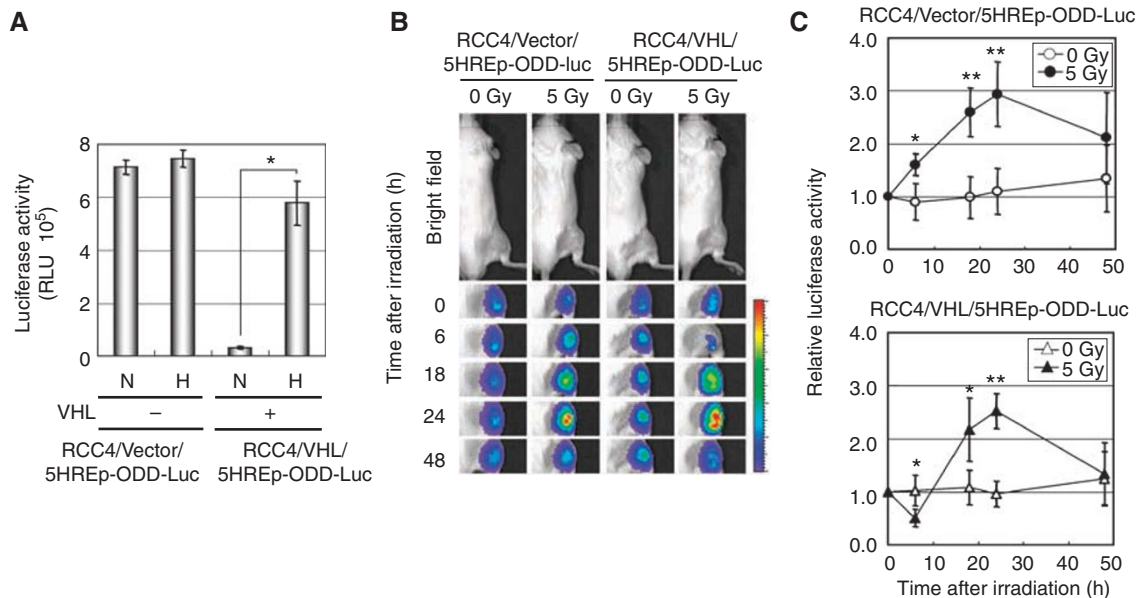 A
Luciferase activity
(RLU 10⁵)
8
6
4
2
0
*
N H N H
VHL – +
RCC4/Vector/
5HREp-ODD-Luc
RCC4/VHL/
5HREp-ODD-Luc
B
RCC4/Vector/
5HREp-ODD-luc
RCC4/VHL/
5HREp-ODD-Luc
0 Gy 5 Gy 0 Gy 5 Gy
Time after irradiation (h)
Bright field
0
6
18
24
48
C
Relative luciferase activity
RCC4/Vector/5HREp-ODD-Luc
4.0
3.0
2.0
1.0
0.0
0 Gy
5 Gy
*
**
**
0 10 20 30 40 50
RCC4/VHL/5HREp-ODD-Luc
4.0
3.0
2.0
1.0
0.0
0 Gy
5 Gy
*
*
**
0 10 20 30 40 50
Time after irradiation (h)